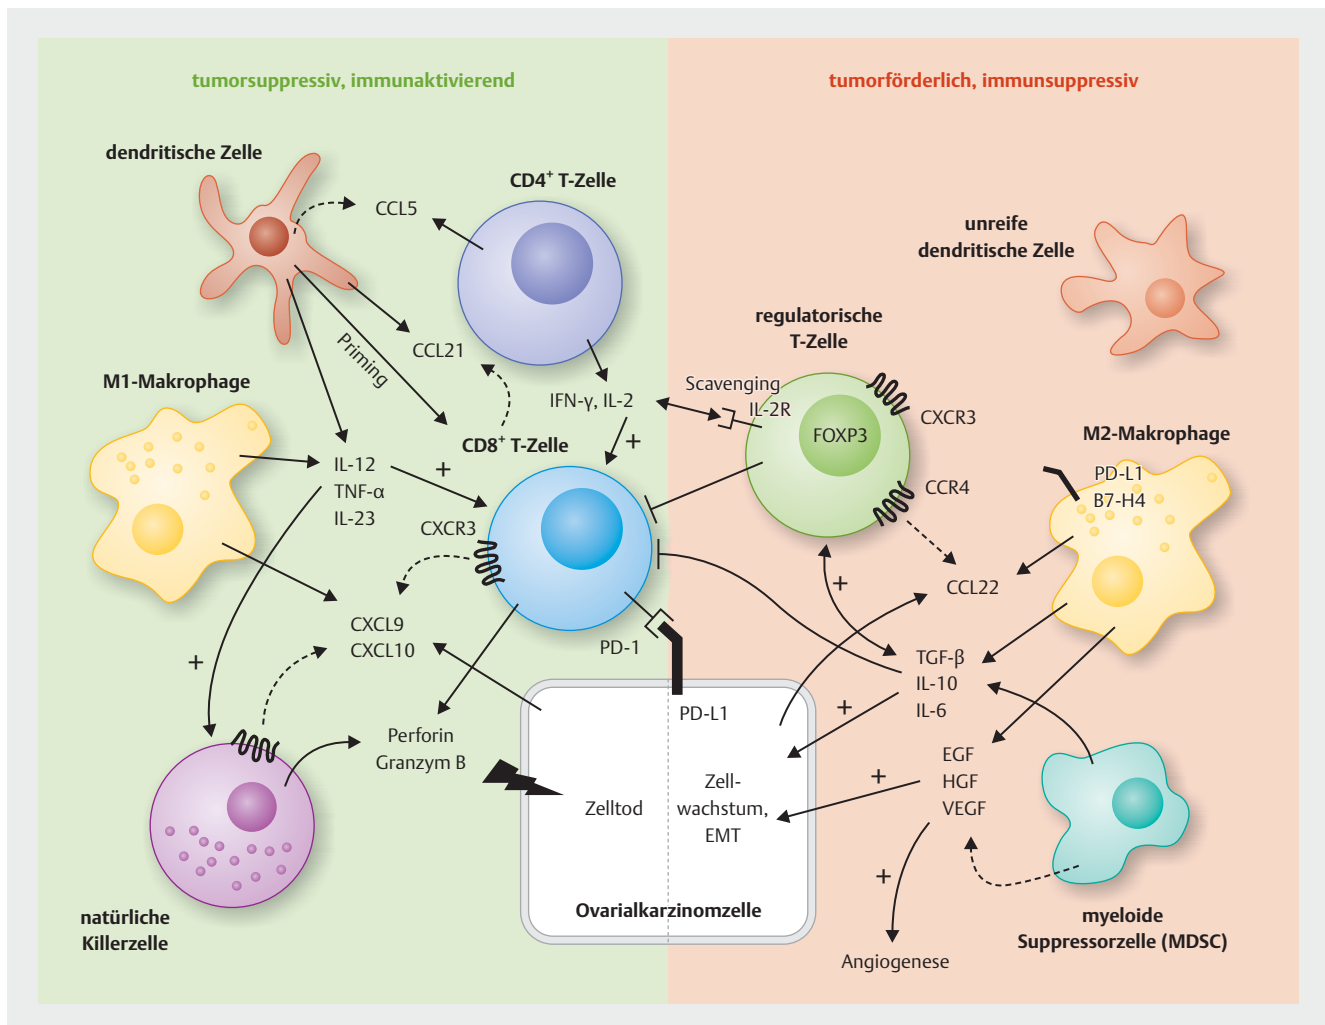 tumorsuppressiv, immunaktivierend
tumorförderlich, immunsuppressiv
dendritische Zelle
CD4⁺ T-Zelle
CCL5
unreife
dendritische Zelle
regulatorische
T-Zelle
CCL21
Priming
M1-Makrophage
IFN-γ, IL-2
Scavenging
IL-2R
CXCR3
FOXP3
M2-Makrophage
+
CD8⁺ T-Zelle
IL-12
TNF-α
IL-23
+
PD-L1
B7-H4
CCR4
CXCR3
+
CCL22
CXCL9
CXCL10
PD-1
TGF-β
IL-10
IL-6
+
+
PD-L1
Perforin
Granzym B
EGF
HGF
VEGF
+
Zelltod
Zell-
wachstum,
EMT
+
Ovarialkarzinomzelle
natürliche
Killerzelle
myeloide
Suppressorzelle (MDSC)
Angiogenese